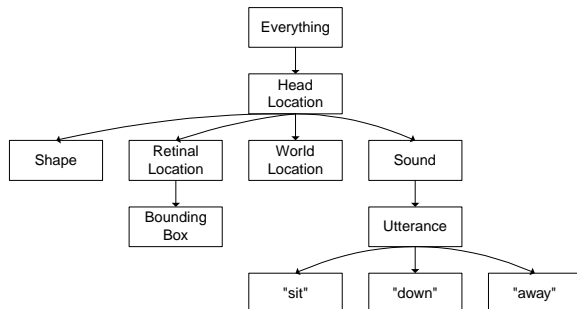 Everything
Head
Location
Shape
Retinal
Location
World
Location
Sound
Bounding
Box
Utterance
"sit"
"down"
"away"